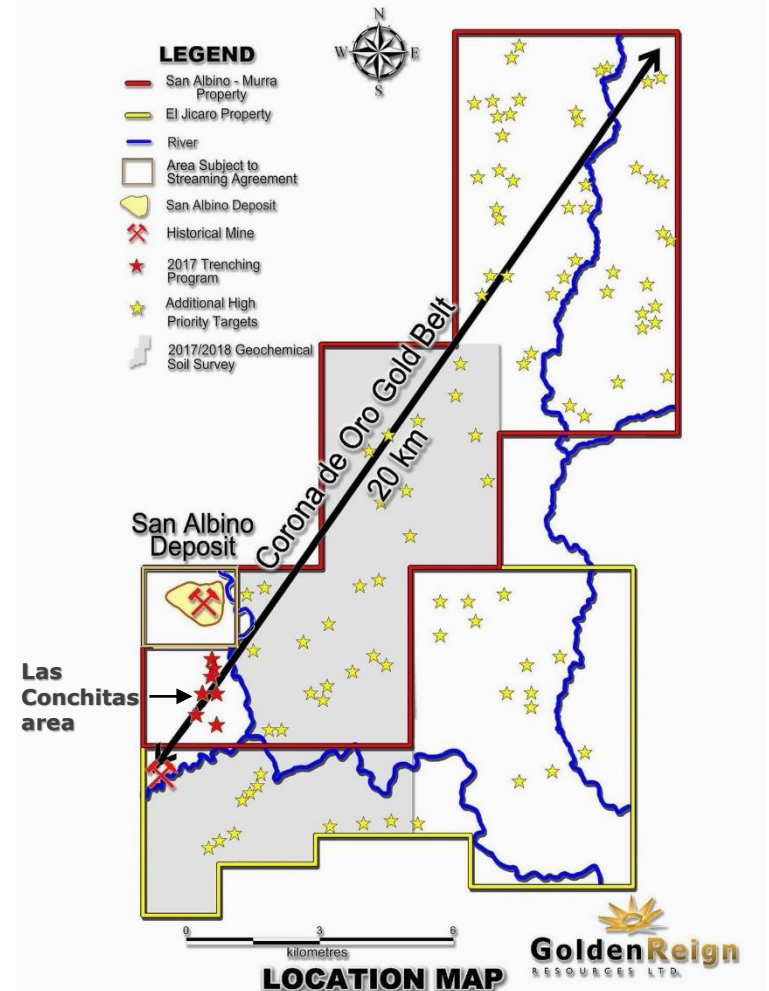 LEGEND
San Albino - Murra
Property
El Jicaro Property
River
Area Subject to
Streaming Agreement
San Albino Deposit
Historical Mine
2017 Trenching
Program
Additional High
Priority Targets
2017/2018 Geochemical
Soil Survey
N
W
E
S
Corona de Oro Gold Belt
20 km
San Albino
Deposit
Las
Conchitas
area
0
3
6
kilometres
LOCATION MAP
GoldenReign
RESOURCES LTD.